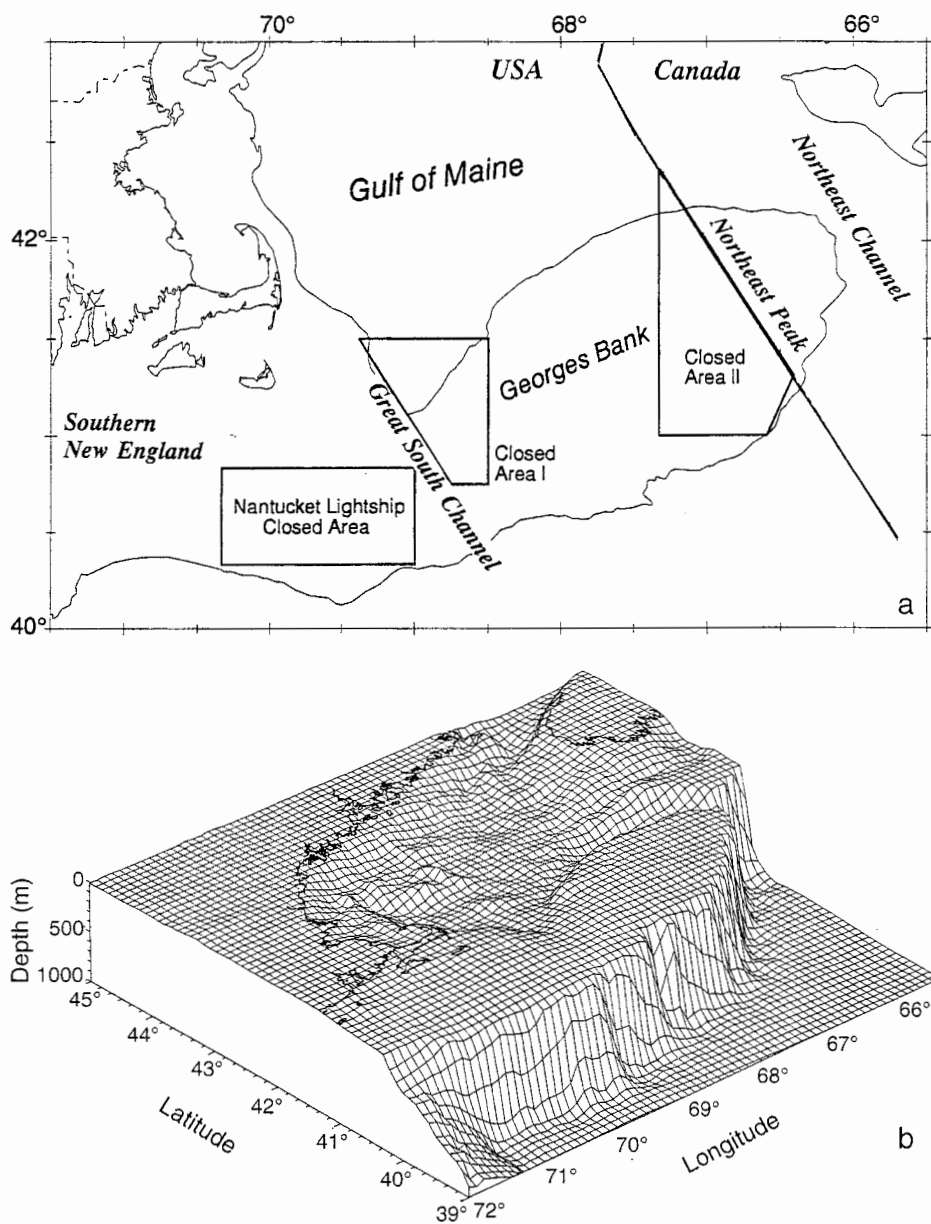 70°
68°
66°
USA
Canada
Gulf of Maine
Northeast Channel
42°
Northeast Peak
Georges Bank
Closed
Area II
Great South Channel
Southern
New England
Closed
Area I
Nantucket Lightship
Closed Area
a
40°
0
500
1000
Depth (m)
45°
44°
43°
42°
41°
40°
39°
Latitude
72°
71°
70°
69°
68°
67°
66°
Longitude
b